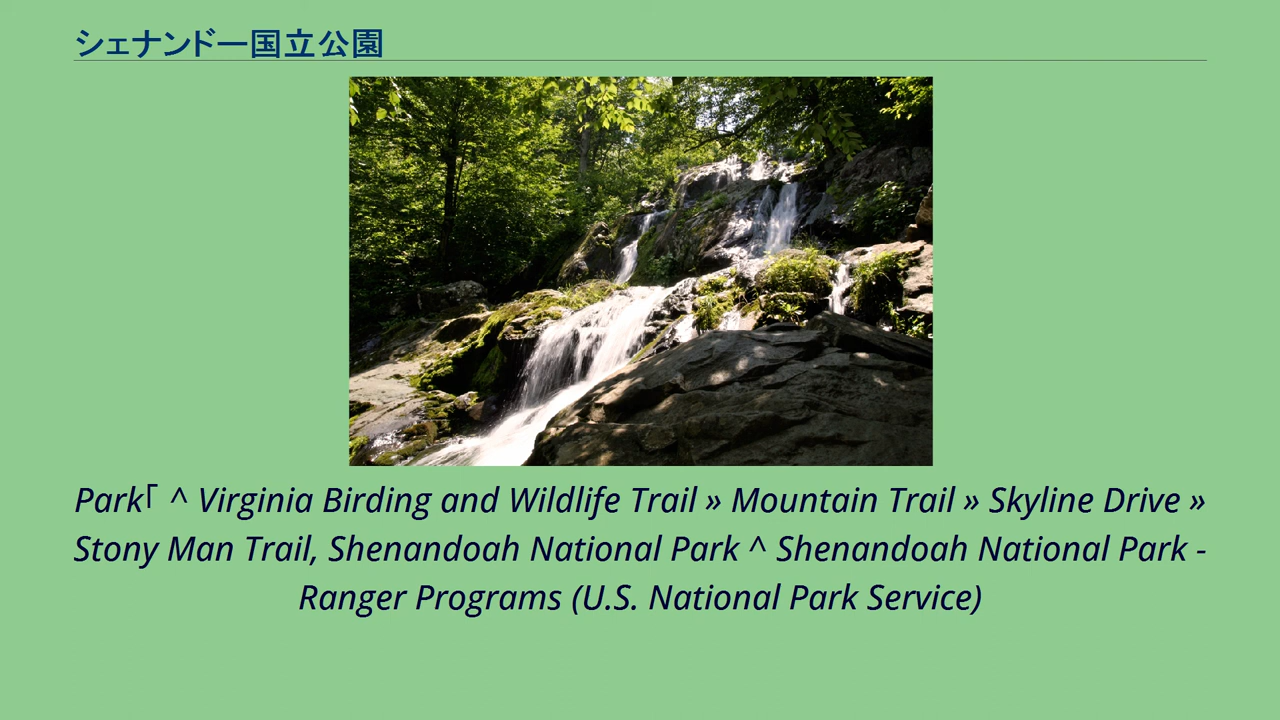 シェナンドー国立公園
Park｢ ^ Virginia Birding and Wildlife Trail » Mountain Trail » Skyline Drive »
Stony Man Trail, Shenandoah National Park ^ Shenandoah National Park -
Ranger Programs (U.S. National Park Service)